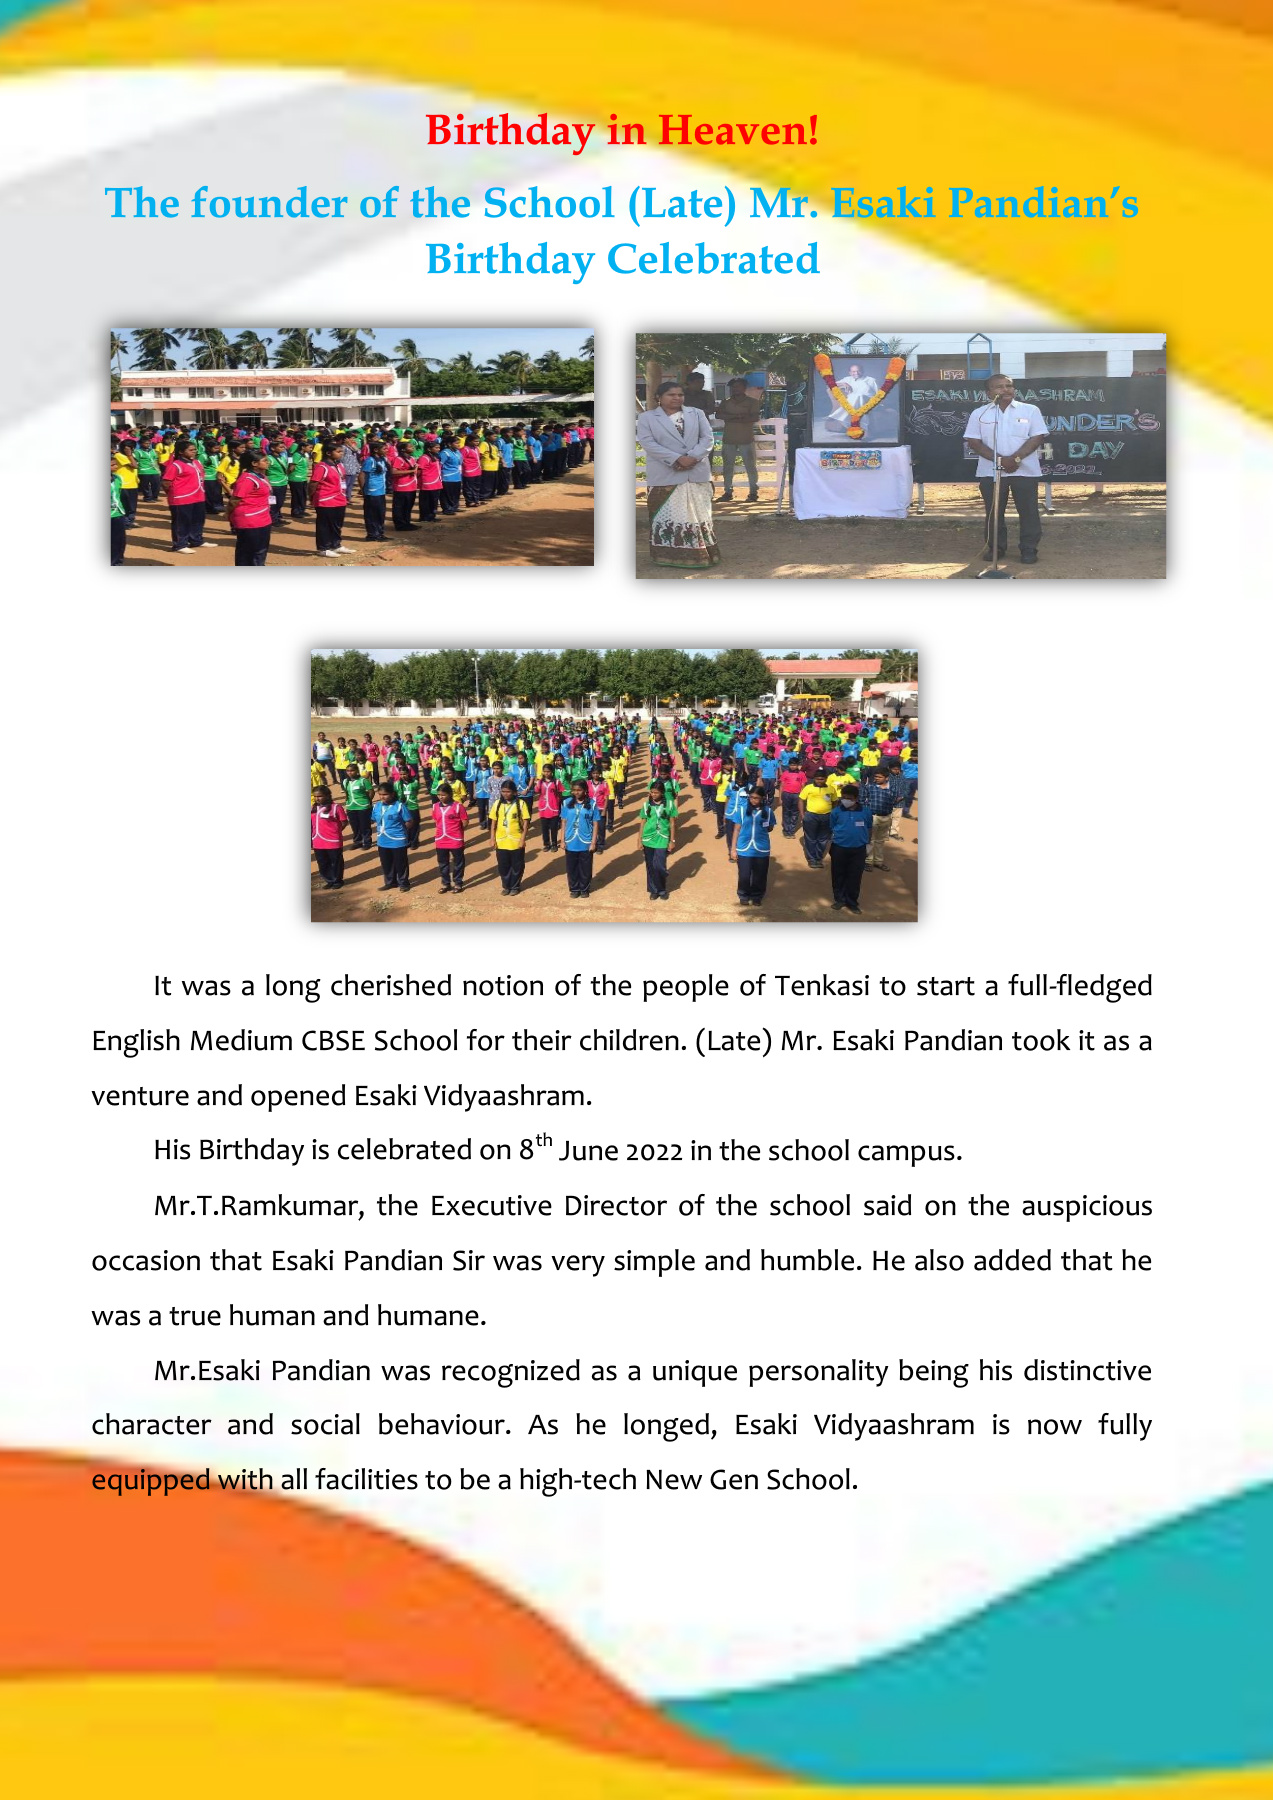 Birthday in Heaven!
The founder of the School (Late) Mr. Esaki Pandian’s
Birthday Celebrated
ESAKI VI AASHRAM
UNDER'S
H DAY
BIRTHDAY
It was a long cherished notion of the people of Tenkasi to start a full-fledged
English Medium CBSE School for their children. (Late) Mr. Esaki Pandian took it as a
venture and opened Esaki Vidyaashram.
His Birthday is celebrated on 8th June 2022 in the school campus.
Mr.T.Ramkumar, the Executive Director of the school said on the auspicious
occasion that Esaki Pandian Sir was very simple and humble. He also added that he
was a true human and humane.
Mr.Esaki Pandian was recognized as a unique personality being his distinctive
character and social behaviour. As he longed, Esaki Vidyaashram is now fully
equipped with all facilities to be a high-tech New Gen School.